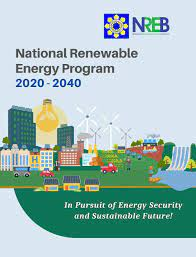 NREB
National Renewable
Energy Program
2020 - 2040
In Pursuit of Energy Security
and Sustainable Future!